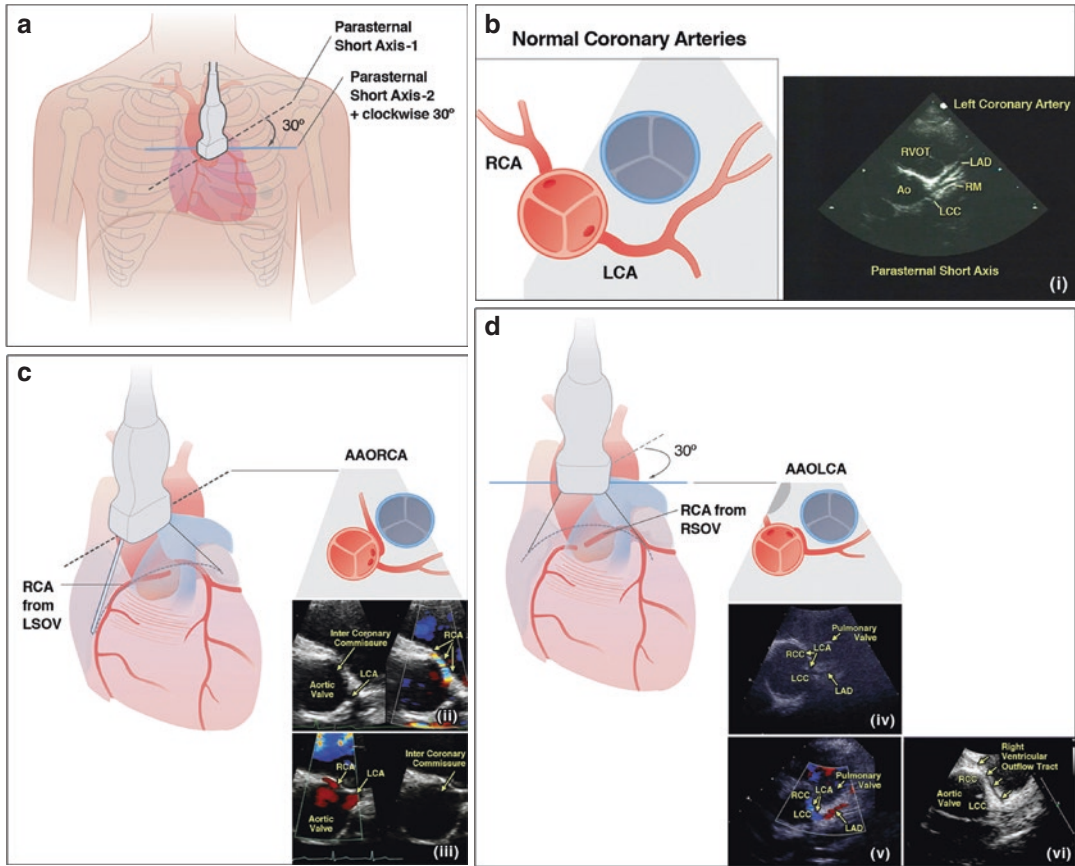 a
Parasternal
Short Axis-1
Parasternal
Short Axis-2
+ clockwise 30º
30º
b
Normal Coronary Arteries
RCA
LCA
Left Coronary Artery
RVOT
LAD
Ao
RM
LCC
Parasternal Short Axis
(i)
c
AAORCA
RCA
from
LSOV
Inter Coronary
Commissure
RCA
Aortic
Valve
LCA
(ii)
Inter Coronary
Commissure
RCA
LCA
Aortic
Valve
(iii)
d
30º
AAOLCA
RCA from
RSOV
Pulmonary
Valve
RCC
LCA
LCC
LAD
(iv)
Pulmonary
Valve
RCC
LCA
LCC
LAD
(v)
Right
Ventricular
Outflow Tract
RCC
Aortic
Valve
LCC
(vi)